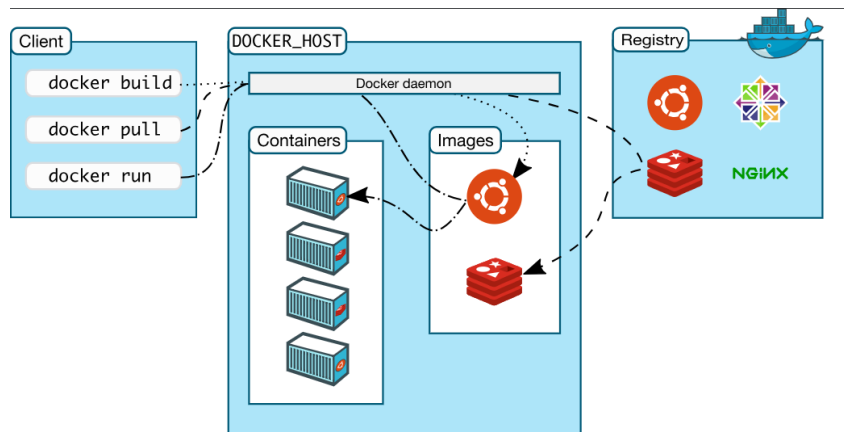 Client
docker build
docker pull
docker run
DOCKER_HOST
Docker daemon
Containers
Images
Registry
NGINX